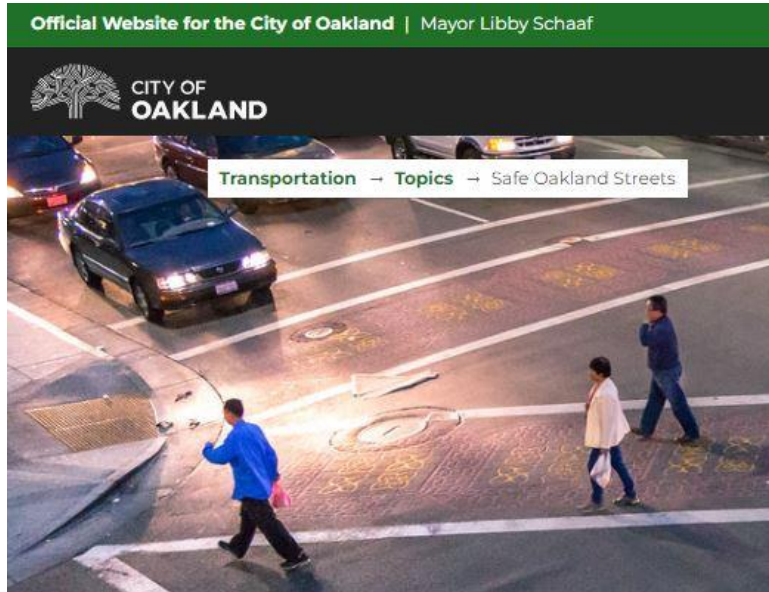 Official Website for the City of Oakland | Mayor Libby Schaaf
CITY OF
OAKLAND
Transportation → Topics → Safe Oakland Streets